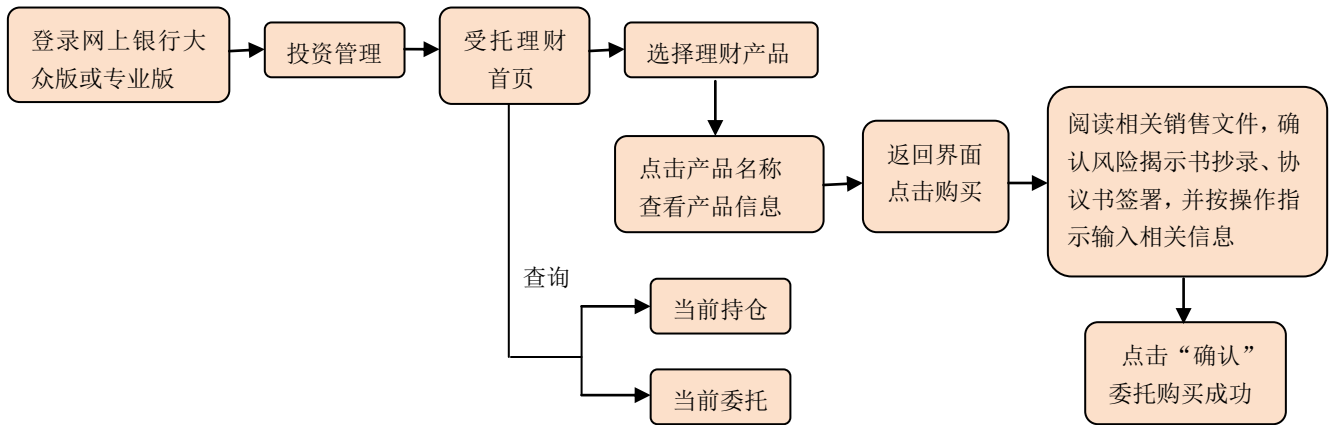 登录网上银行大
众版或专业版
投资管理
受托理财
首页
选择理财产品
点击产品名称
查看产品信息
返回界面
点击购买
阅读相关销售文件，确
认风险揭示书抄录、协
议书签署，并按操作指
示输入相关信息
点击“确认”
委托购买成功
查询
当前持仓
当前委托